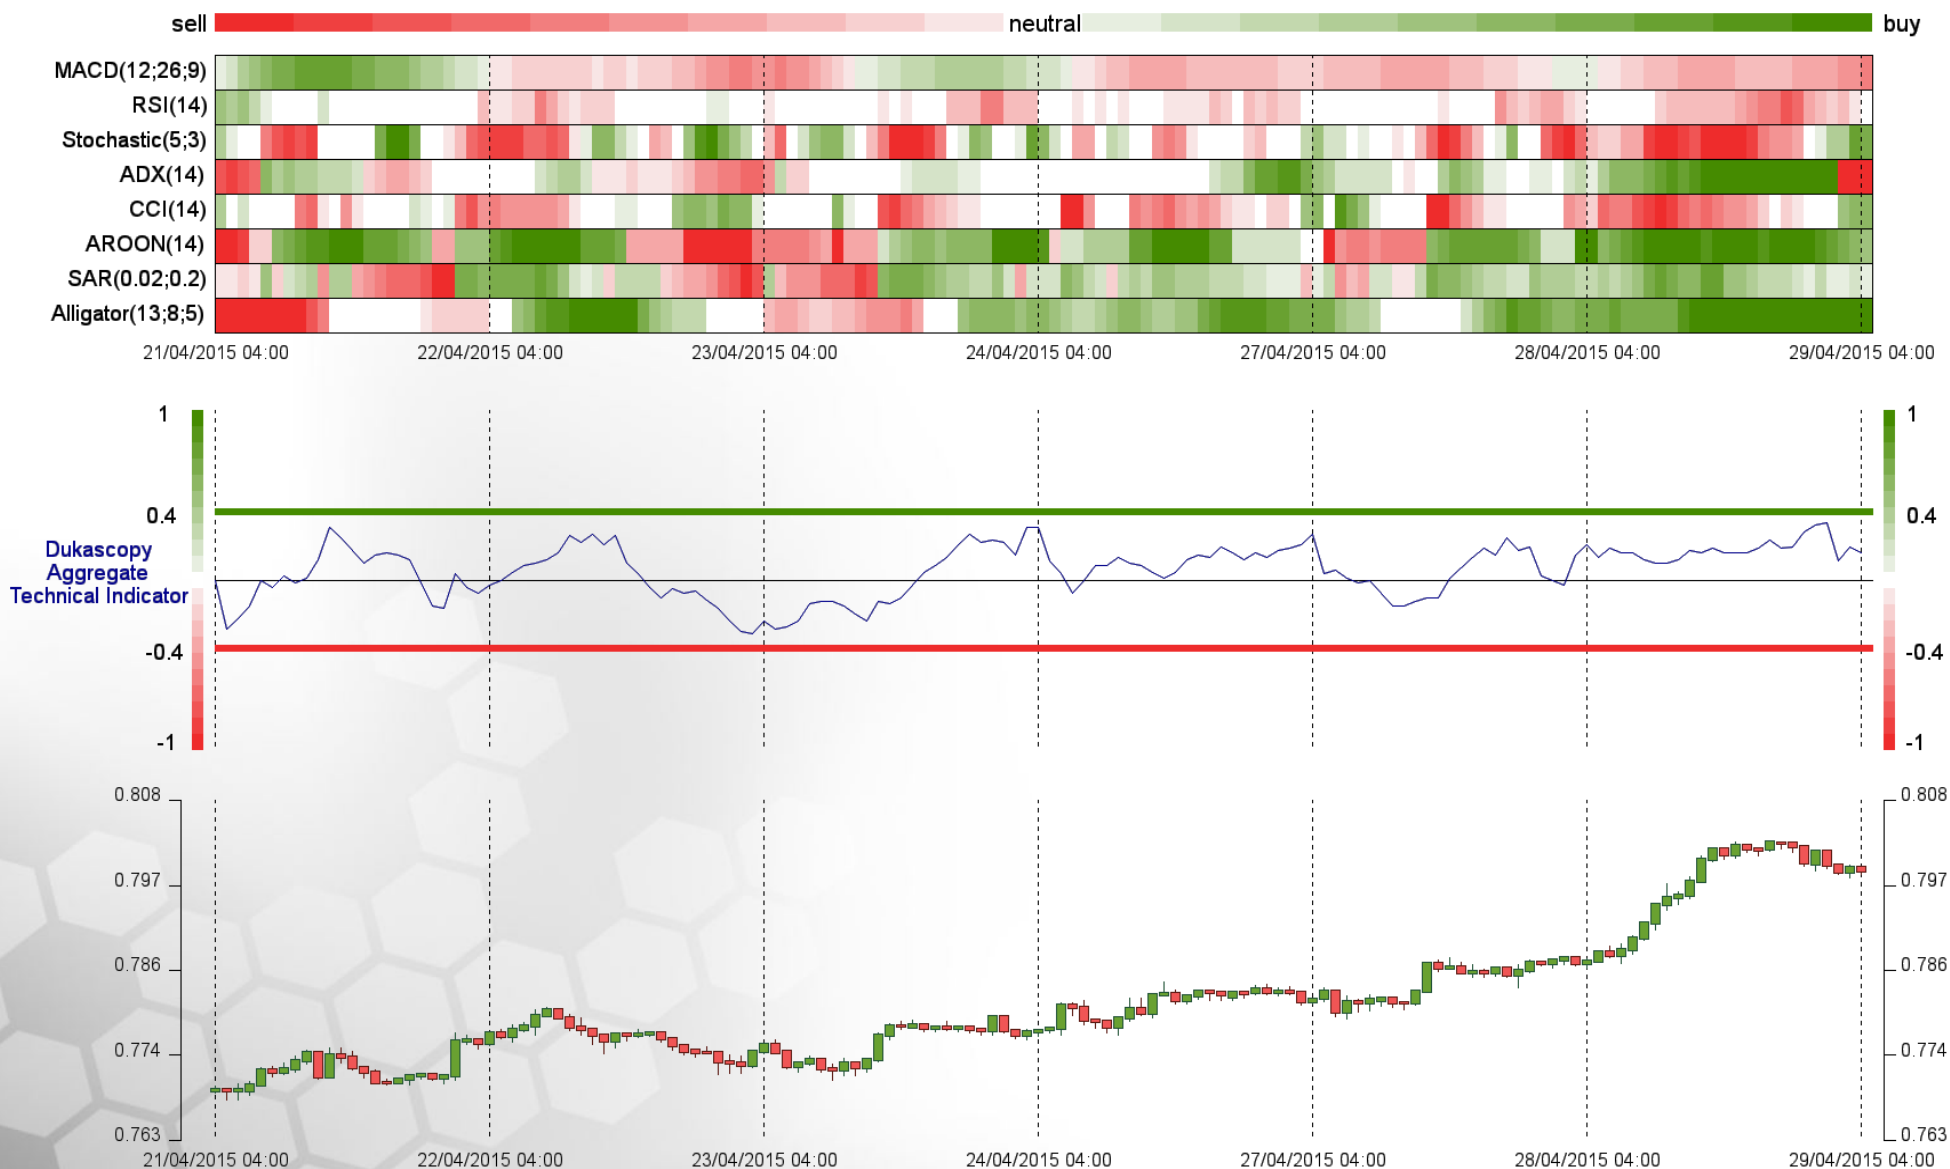 sell neutral buy
MACD(12;26;9)
RSI(14)
Stochastic(5;3)
ADX(14)
CCI(14)
AROON(14)
SAR(0.02;0.2)
Alligator(13;8;5)
21/04/2015 04:00 22/04/2015 04:00 23/04/2015 04:00 24/04/2015 04:00 27/04/2015 04:00 28/04/2015 04:00 29/04/2015 04:00
1 1
0.4 0.4
Dukascopy
Aggregate
Technical Indicator
-0.4 -0.4
-1 -1
0.808 0.808
0.797 0.797
0.786 0.786
0.774 0.774
0.763 0.763
21/04/2015 04:00 22/04/2015 04:00 23/04/2015 04:00 24/04/2015 04:00 27/04/2015 04:00 28/04/2015 04:00 29/04/2015 04:00